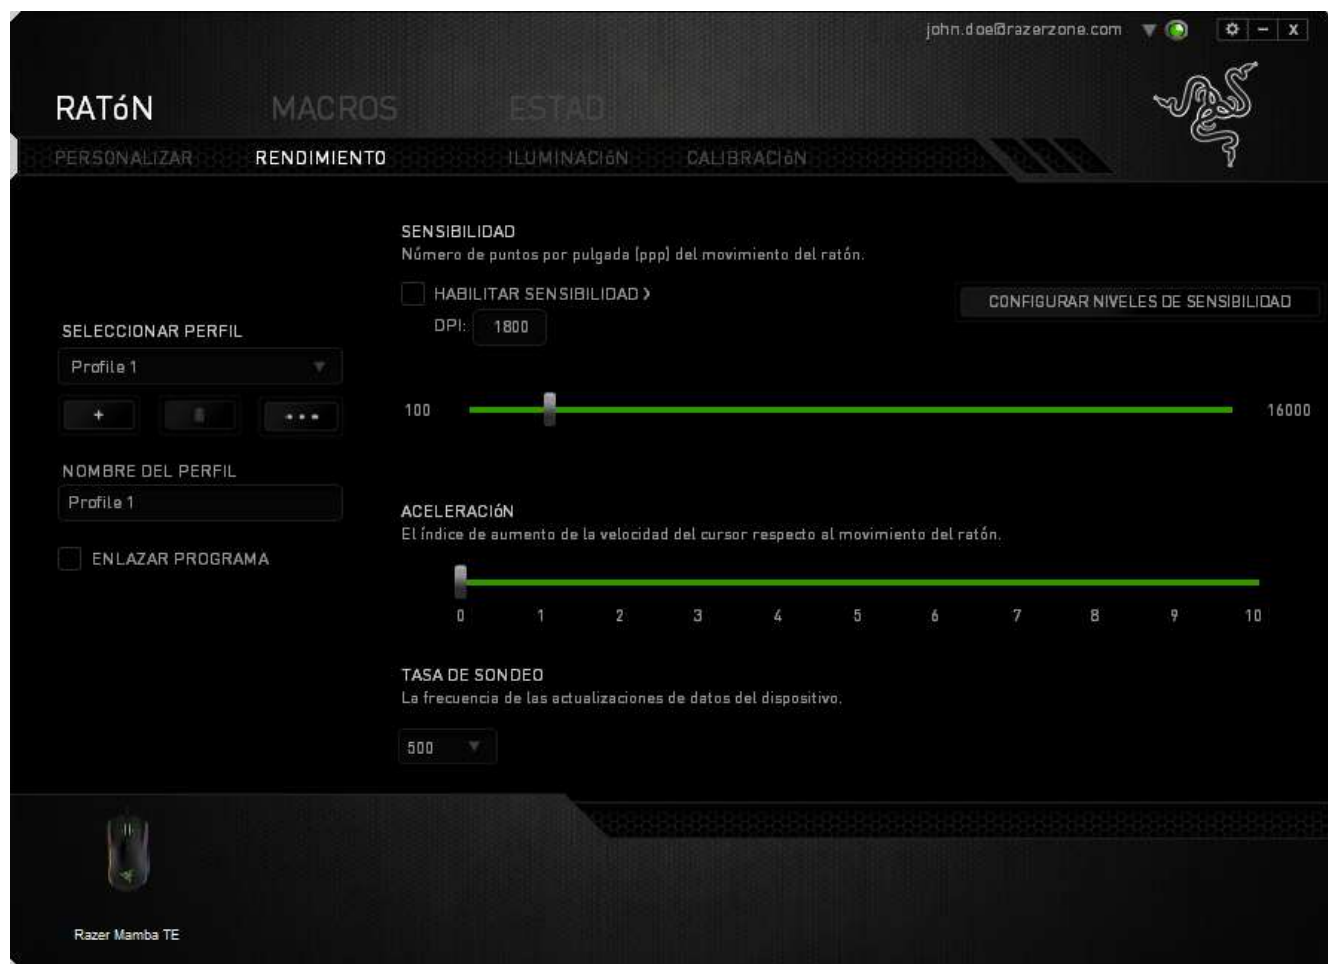 john.doe@razerzone.com
RATóN MACROS ESTAD
PERSONALIZAR RENDIMIENTO ILUMINACIóN CALIBRACIóN
SENSIBILIDAD
Número de puntos por pulgada (ppp) del movimiento del ratón.
HABILITAR SENSIBILIDAD >
CONFIGURAR NIVELES DE SENSIBILIDAD
DPI: 1800
SELECCIONAR PERFIL
Profile 1
100 16000
NOMBRE DEL PERFIL
Profile 1
ENLAZAR PROGRAMA
ACELERACIóN
El índice de aumento de la velocidad del cursor respecto al movimiento del ratón.
0 1 2 3 4 5 6 7 8 9 10
TASA DE SONDEO
La frecuencia de las actualizaciones de datos del dispositivo.
500
Razer Mamba TE